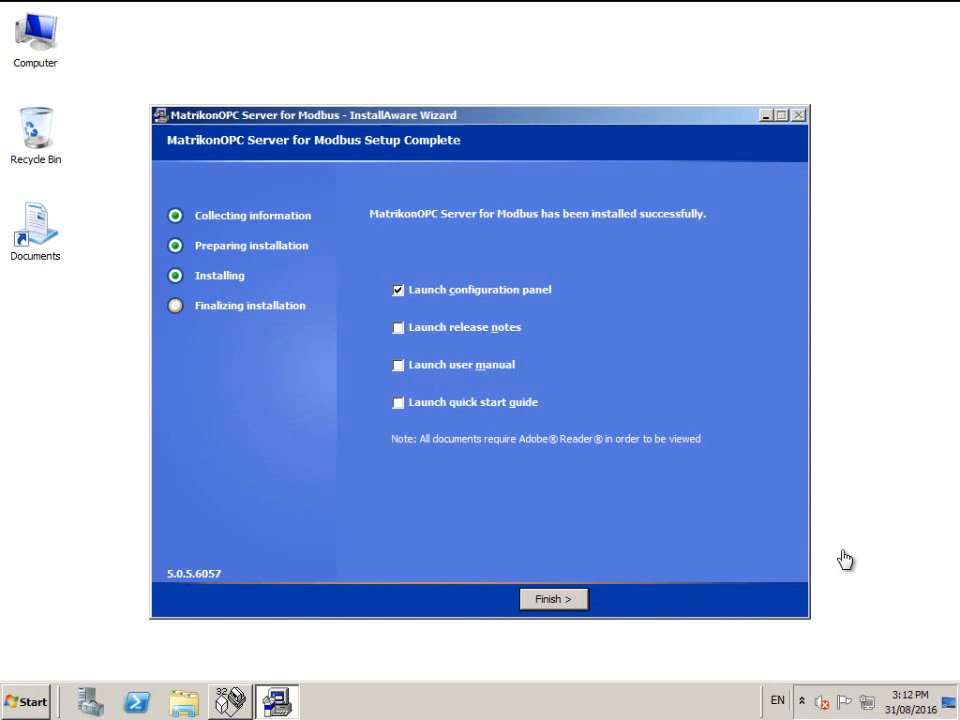 Computer
Recycle Bin
Documents
MatrikonOPC Server for Modbus - InstallAware Wizard
MatrikonOPC Server for Modbus Setup Complete
Collecting information
Preparing installation
Installing
Finalizing installation
MatrikonOPC Server for Modbus has been installed successfully.
Launch configuration panel
Launch release notes
Launch user manual
Launch quick start guide
Note: All documents require Adobe® Reader® in order to be viewed
5.0.5.6057
Finish >
Start
32
EN
3:12 PM
31/08/2016